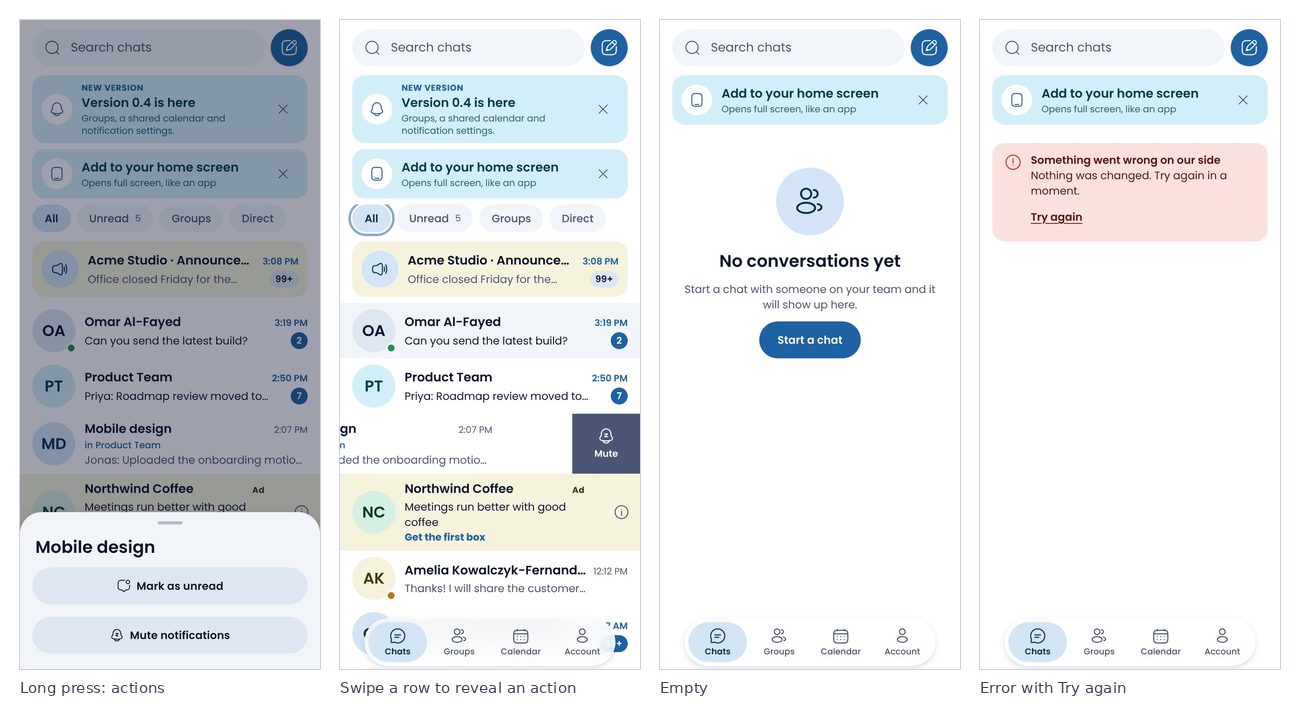 Search chats
NEW VERSION
Version 0.4 is here
Groups, a shared calendar and
notification settings.
Add to your home screen
Opens full screen, like an app
All
Unread 5
Groups
Direct
Acme Studio · Announce...
3:08 PM
Office closed Friday for the...
99+
OA
Omar Al-Fayed
3:19 PM
Can you send the latest build?
2
PT
Product Team
2:50 PM
Priya: Roadmap review moved to...
7
MD
Mobile design
2:07 PM
in Product Team
Jonas: Uploaded the onboarding motio...
Northwind Coffee
Ad
Meetings run better with good
Mobile design
Mark as unread
Mute notifications
Long press: actions
Search chats
NEW VERSION
Version 0.4 is here
Groups, a shared calendar and
notification settings.
Add to your home screen
Opens full screen, like an app
All
Unread 5
Groups
Direct
Acme Studio · Announce...
3:08 PM
Office closed Friday for the...
99+
OA
Omar Al-Fayed
3:19 PM
Can you send the latest build?
2
PT
Product Team
2:50 PM
Priya: Roadmap review moved to...
7
gn
2:07 PM
ded the onboarding motio...
Mute
NC
Northwind Coffee
Ad
Meetings run better with good
coffee
Get the first box
AK
Amelia Kowalczyk-Fernand...
12:12 PM
Thanks! I will share the customer...
AM
Chats
Groups
Calendar
Account
Swipe a row to reveal an action
Search chats
Add to your home screen
Opens full screen, like an app
No conversations yet
Start a chat with someone on your team and it
will show up here.
Start a chat
Chats
Groups
Calendar
Account
Empty
Search chats
Add to your home screen
Opens full screen, like an app
Something went wrong on our side
Nothing was changed. Try again in a
moment.
Try again
Chats
Groups
Calendar
Account
Error with Try again